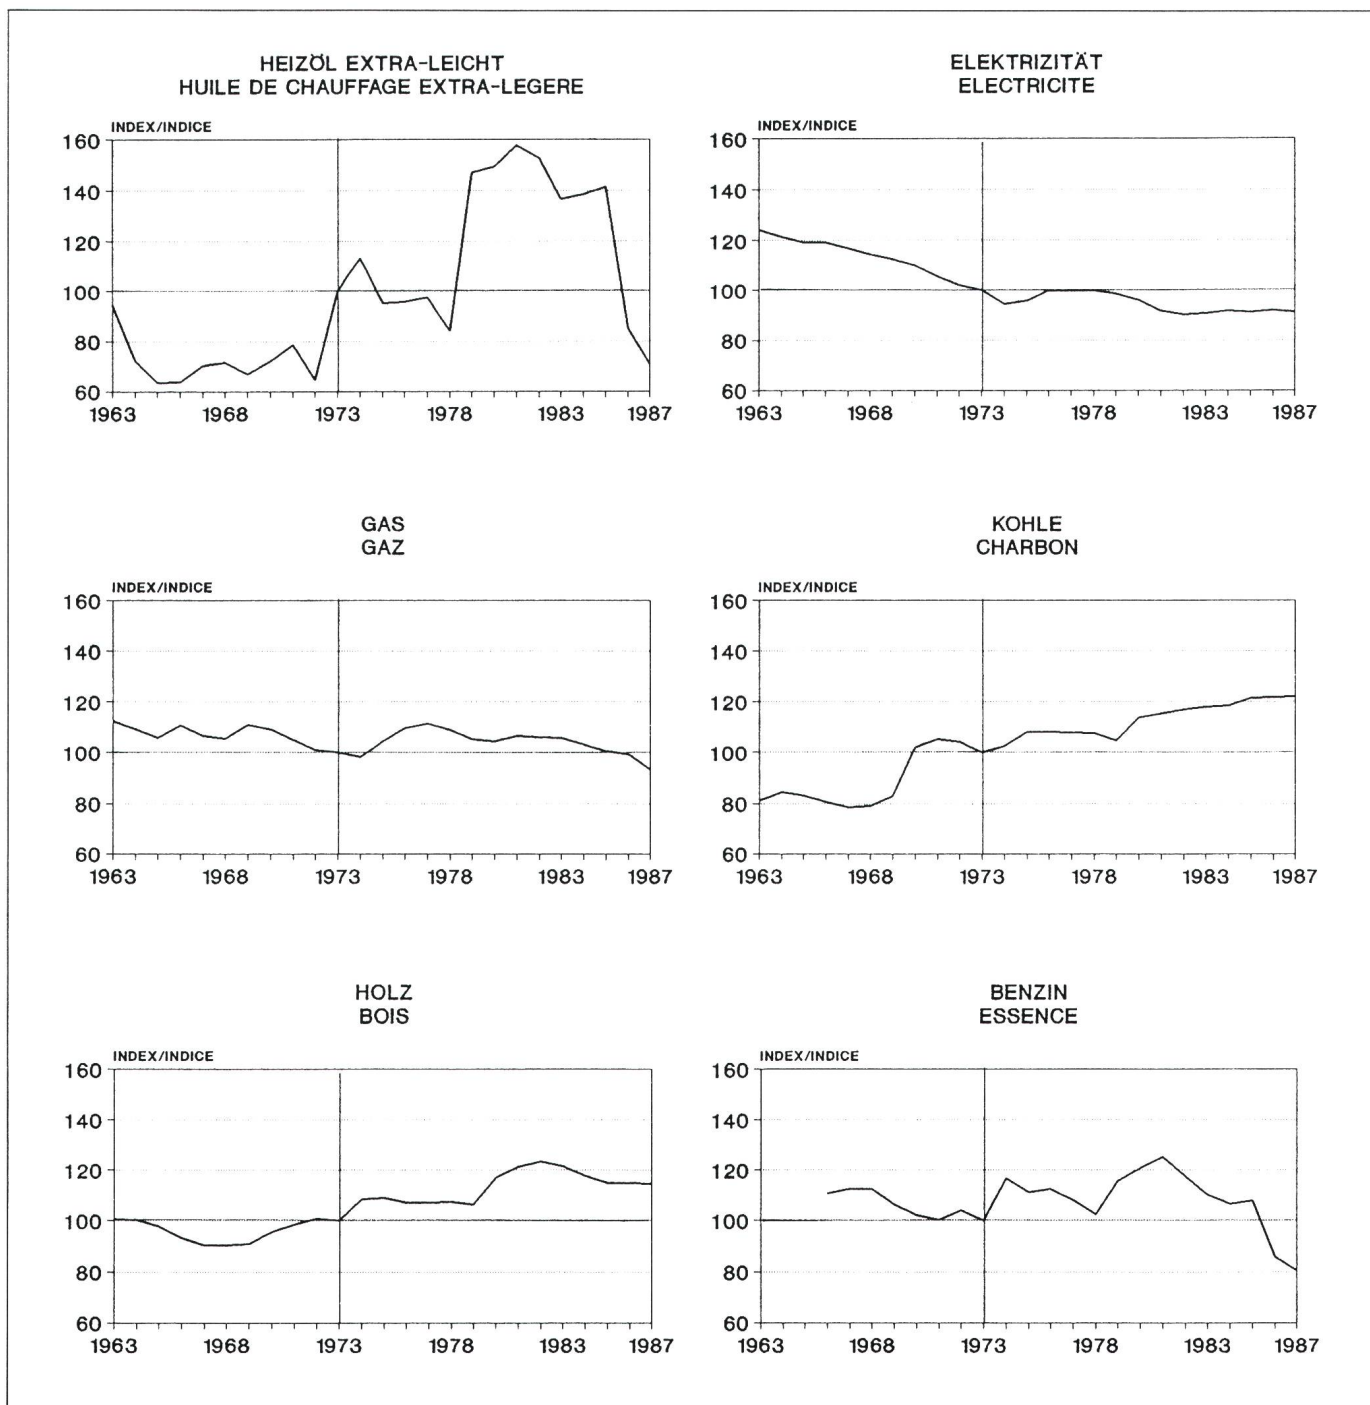 HEIZÖL EXTRA-LEICHT
HUILE DE CHAUFFAGE EXTRA-LEGERE
INDEX/INDICE
160
140
120
100
80
60
1963 1968 1973 1978 1983 1987
ELEKTRIZITÄT
ELECTRICITE
INDEX/INDICE
160
140
120
100
80
60
1963 1968 1973 1978 1983 1987
GAS
GAZ
INDEX/INDICE
160
140
120
100
80
60
1963 1968 1973 1978 1983 1987
KOHLE
CHARBON
INDEX/INDICE
160
140
120
100
80
60
1963 1968 1973 1978 1983 1987
HOLZ
BOIS
INDEX/INDICE
160
140
120
100
80
60
1963 1968 1973 1978 1983 1987
BENZIN
ESSENCE
INDEX/INDICE
160
140
120
100
80
60
1963 1968 1973 1978 1983 1987